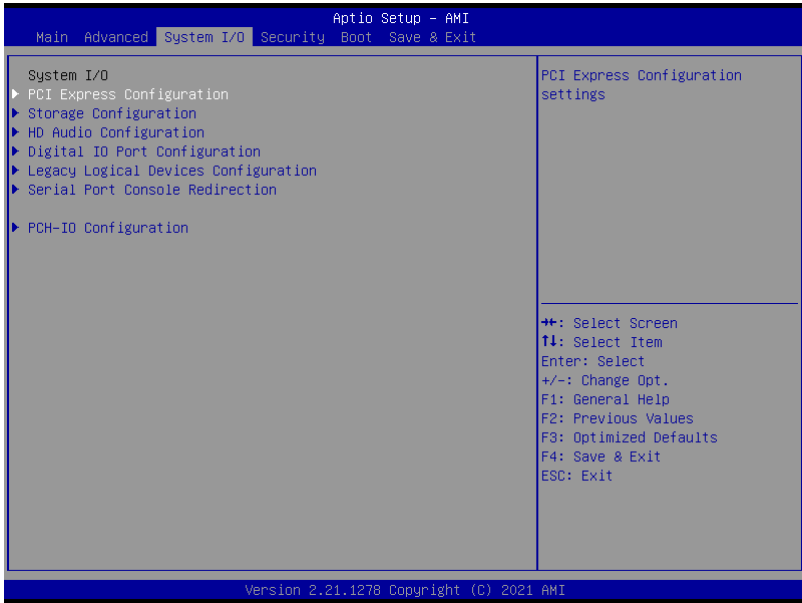 Aptio Setup – AMI
Main Advanced System I/O Security Boot Save & Exit
System I/O
PCI Express Configuration
Storage Configuration
HD Audio Configuration
Digital IO Port Configuration
Legacy Logical Devices Configuration
Serial Port Console Redirection
PCH-IO Configuration
PCI Express Configuration
settings
→←: Select Screen
↑↓: Select Item
Enter: Select
+/-: Change Opt.
F1: General Help
F2: Previous Values
F3: Optimized Defaults
F4: Save & Exit
ESC: Exit
Version 2.21.1278 Copyright (C) 2021 AMI